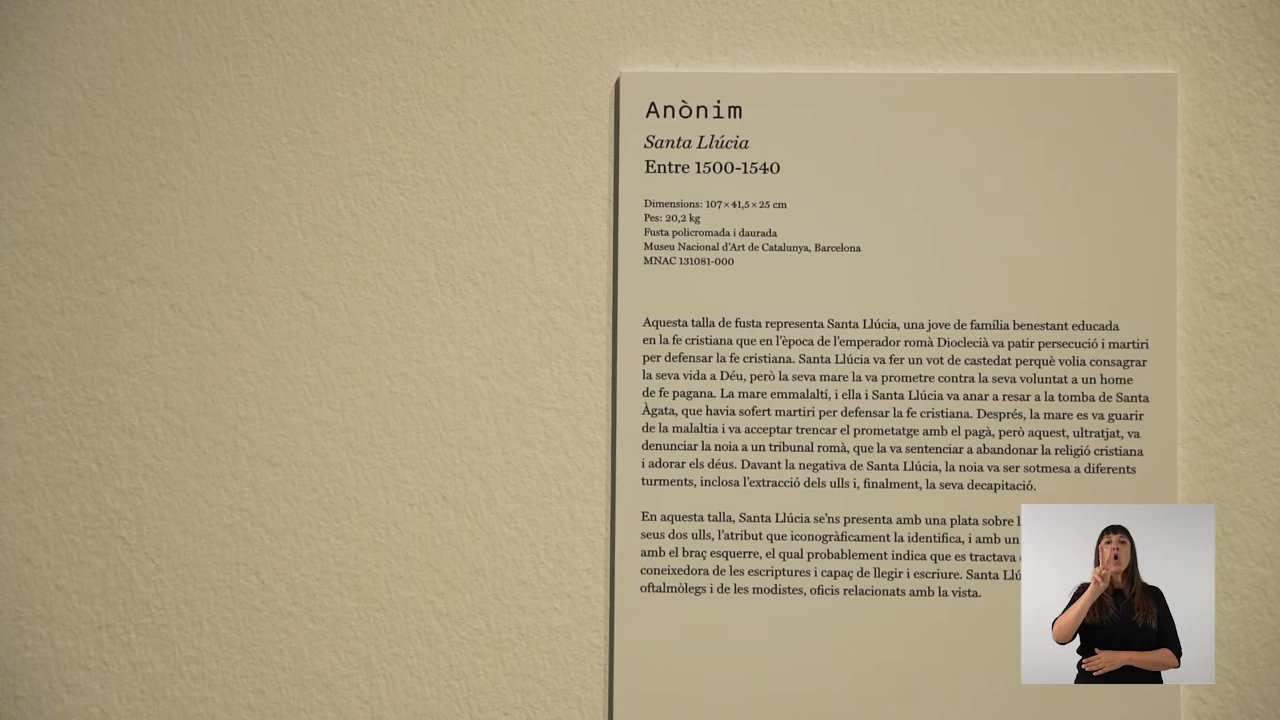 Anònim
Santa Llúcia
Entre 1500-1540
Dimensions: 107×41,5×25 cm
Pes: 20,2 kg
Fusta policromada i daurada
Museu Nacional d'Art de Catalunya, Barcelona
MNAC 131081-000
Aquesta talla de fusta representa Santa Llúcia, una jove de família benestant educada
en la fe cristiana que en l'època de l'emperador romà Dioclecià va patir persecució i martiri
per defensar la fe cristiana. Santa Llúcia va fer un vot de castedat perquè volia consagrar
la seva vida a Déu, però la seva mare la va prometre contra la seva voluntat a un home
de fe pagana. La mare emmalaltí, i ella i Santa Llúcia va anar a resar a la tomba de Santa
Àgata, que havia sofert martiri per defensar la fe cristiana. Després, la mare es va guarir
de la malaltia i va acceptar trencar el prometatge amb el pagà, però aquest, ultratjat, va
denunciar la noia a un tribunal romà, que la va sentenciar a abandonar la religió cristiana
i adorar els déus. Davant la negativa de Santa Llúcia, la noia va ser sotmesa a diferents
turments, inclosa l'extracció dels ulls i, finalment, la seva decapitació.
En aquesta talla, Santa Llúcia se'ns presenta amb una plata sobre
seus dos ulls, l'atribut que iconogràficament la identifica, i amb un
amb el braç esquerre, el qual probablement indica que es tractava
coneixedora de les escriptures i capaç de llegir i escriure. Santa
oftalmòlegs i de les modistes, oficis relacionats amb la vista.